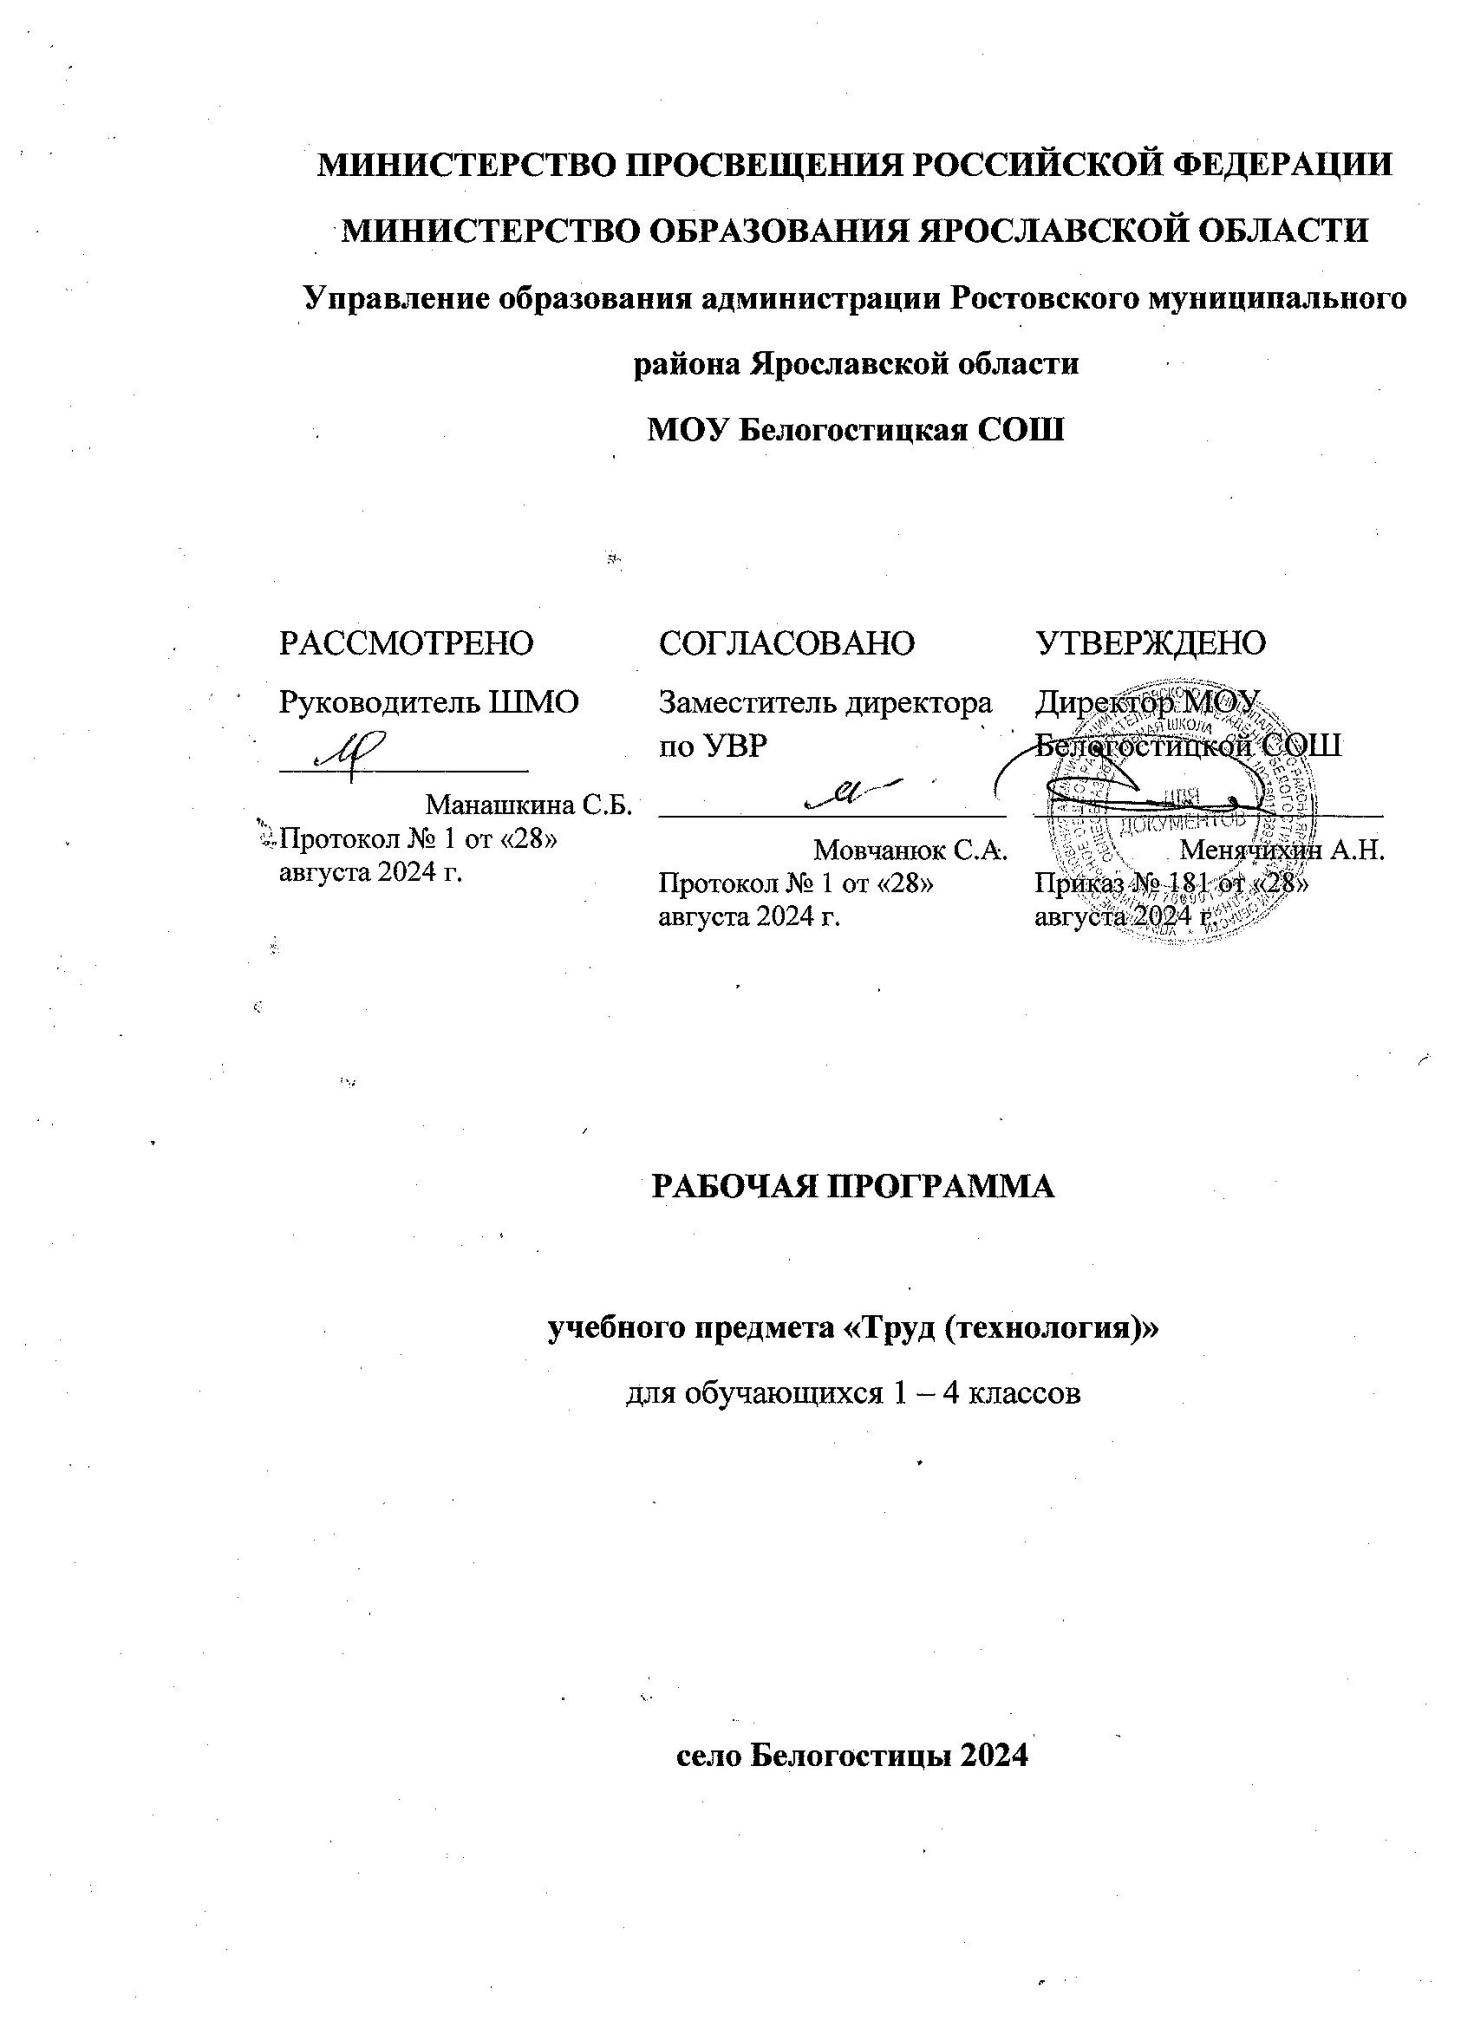 МИНИСТЕРСТВО ПРОСВЕЩЕНИЯ РОССИЙСКОЙ ФЕДЕРАЦИИ
МИНИСТЕРСТВО ОБРАЗОВАНИЯ ЯРОСЛАВСКОЙ ОБЛАСТИ
Управление образования администрации Ростовского муниципального
района Ярославской области
МОУ Белогостицкая СОШ
РАССМОТРЕНО
Руководитель ШМО
Манашкина С.Б.
Протокол № 1 от «28»
августа 2024 г.
СОГЛАСОВАНО
Заместитель директора
по УВР
Мовчанюк С.А.
Протокол № 1 от «28»
августа 2024 г.
УТВЕРЖДЕНО
Директор МОУ
Белогостицкой СОШ
ДЛЯ
ДОКУМЕНТОВ
Менячихин А.Н.
Приказ № 181 от «28»
августа 2024 г.
РАБОЧАЯ ПРОГРАММА
учебного предмета «Труд (технология)»
для обучающихся 1 – 4 классов
село Белогостицы 2024